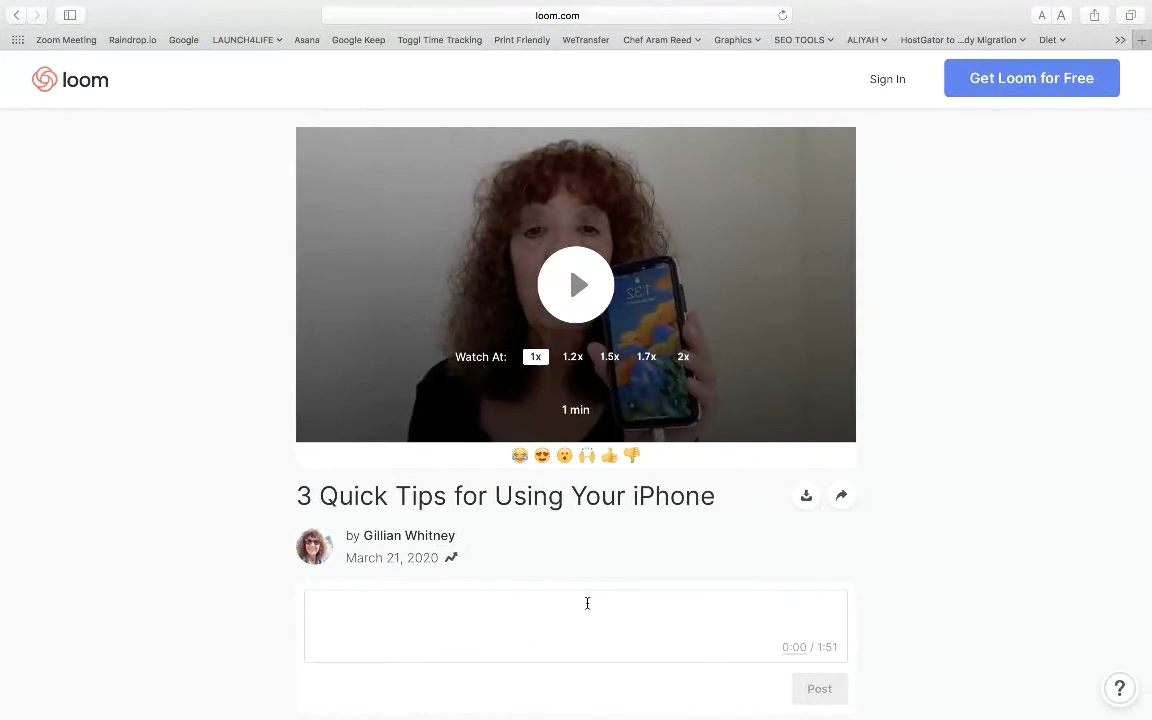 loom.com
A A
Zoom Meeting Raindrop.io Google LAUNCH4LIFE Asana Google Keep Toggl Time Tracking Print Friendly WeTransfer Chef Aram Reed Graphics SEO TOOLS ALIYAH HostGator to ...dy Migration Diet >>
loom
Sign In
Get Loom for Free
1:32
Watch At: 1x 1.2x 1.5x 1.7x 2x
1 min
3 Quick Tips for Using Your iPhone
by Gillian Whitney
March 21, 2020
0:00 / 1:51
Post
?